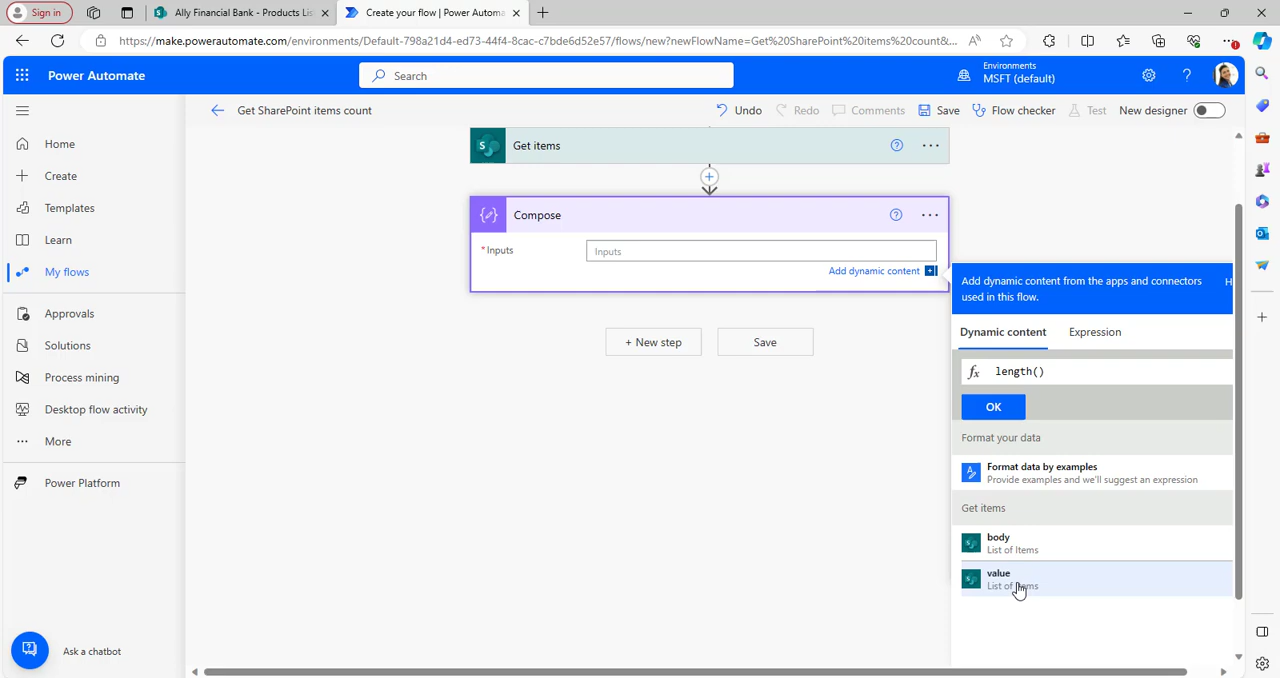 Sign in
Ally Financial Bank - Products Lis
Create your flow | Power Automa
https://make.powerautomate.com/environments/Default-798a21d4-ed73-44f4-8cac-c7bde6d52e57/flows/new?newFlowName=Get%20SharePoint%20items%20count&...
Power Automate
Search
Environments
MSFT (default)
Get SharePoint items count
Undo
Redo
Comments
Save
Flow checker
Test
New designer
Home
Create
Templates
Learn
My flows
Approvals
Solutions
Process mining
Desktop flow activity
More
Power Platform
Ask a chatbot
Get items
Compose
* Inputs
Inputs
Add dynamic content
+ New step
Save
Add dynamic content from the apps and connectors H
used in this flow.
Dynamic content
Expression
fx length()
OK
Format your data
Format data by examples
Provide examples and we'll suggest an expression
Get items
body
List of Items
value
List of Items